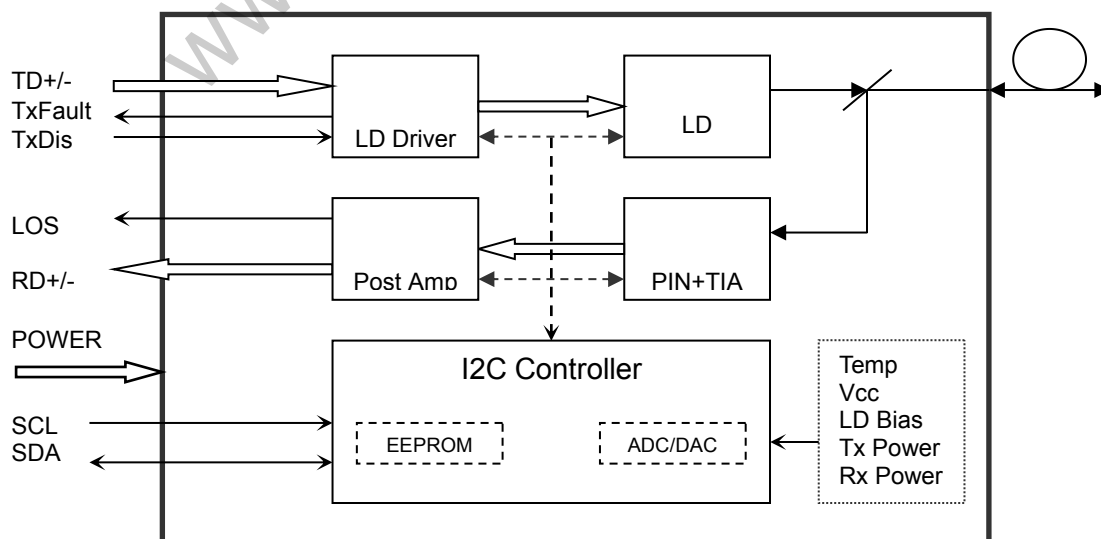 www
TD+/-
TxFault
TxDis
LD Driver
LD
LOS
RD+/-
Post Amp
PIN+TIA
POWER
I2C Controller
SCL
SDA
EEPROM
ADC/DAC
Temp
Vcc
LD Bias
Tx Power
Rx Power